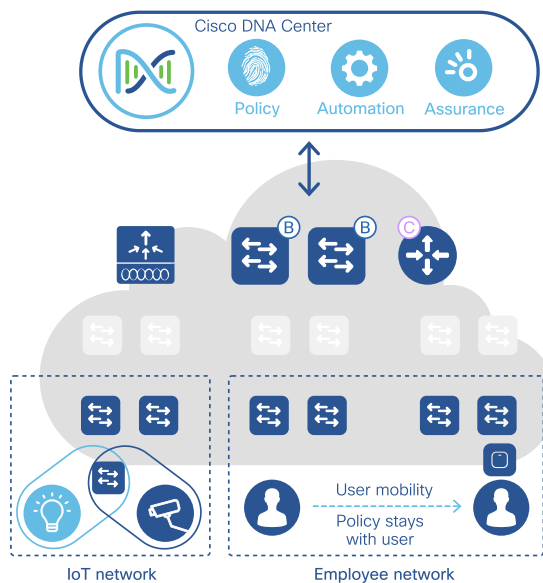 Cisco DNA Center
Policy
Automation
Assurance
B
B
C
User mobility
Policy stays
with user
IoT network
Employee network